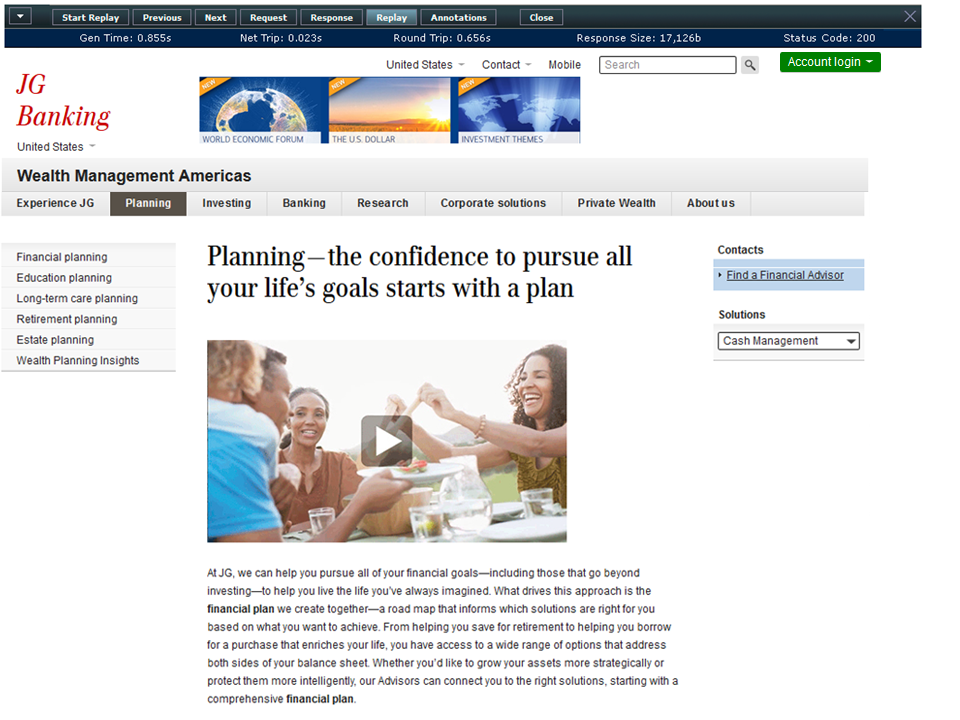 Start Replay Previous Next Request Response Replay Annotations Close
Gen Time: 0.855s Net Trip: 0.023s Round Trip: 0.656s Response Size: 17,126b Status Code: 200
United States Contact Mobile Search Account login
JG
Banking
United States
NEW NEW NEW
WORLD ECONOMIC FORUM THE U.S. DOLLAR INVESTMENT THEMES
Wealth Management Americas
Experience JG Planning Investing Banking Research Corporate solutions Private Wealth About us
Financial planning
Education planning
Long-term care planning
Retirement planning
Estate planning
Wealth Planning Insights
Planning—the confidence to pursue all
your life's goals starts with a plan
At JG, we can help you pursue all of your financial goals—including those that go beyond
investing—to help you live the life you've always imagined. What drives this approach is the
financial plan we create together—a road map that informs which solutions are right for you
based on what you want to achieve. From helping you save for retirement to helping you borrow
for a purchase that enriches your life, you have access to a wide range of options that address
both sides of your balance sheet. Whether you'd like to grow your assets more strategically or
protect them more intelligently, our Advisors can connect you to the right solutions, starting with a
comprehensive financial plan.
Contacts
Find a Financial Advisor
Solutions
Cash Management